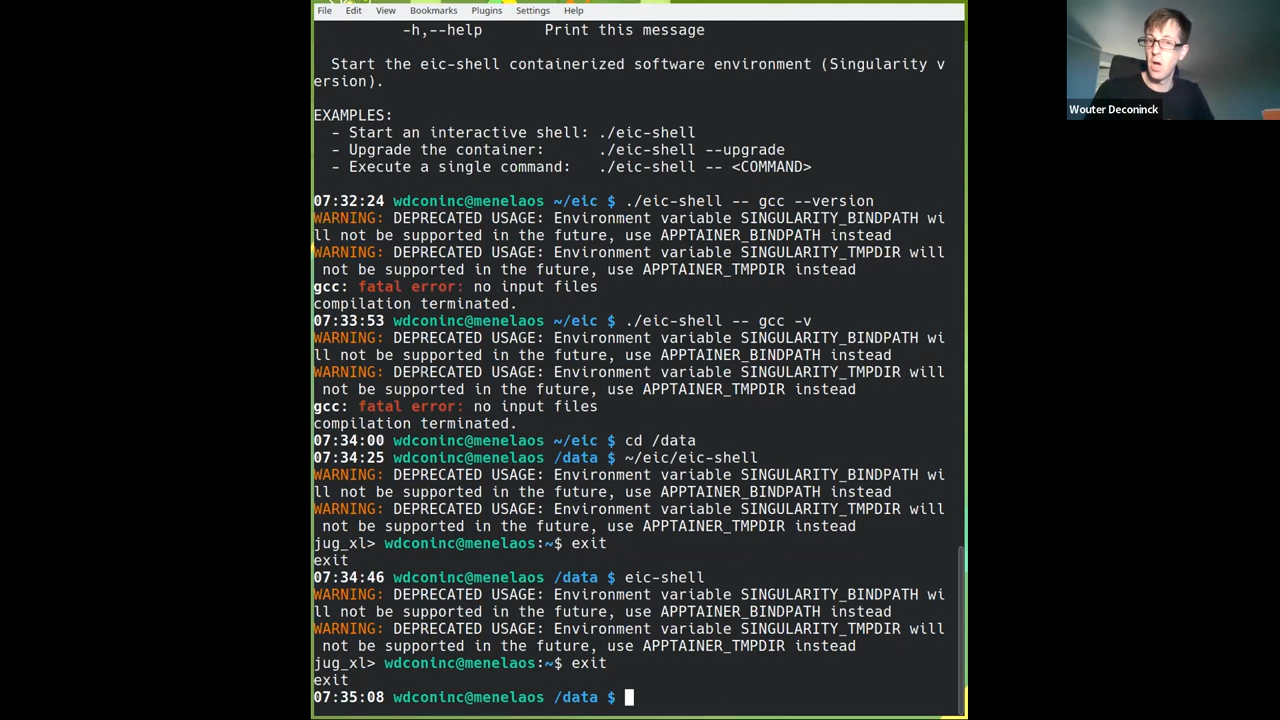 File Edit View Bookmarks Plugins Settings Help
-h,--help Print this message
Start the eic-shell containerized software environment (Singularity v
ersion).
EXAMPLES:
- Start an interactive shell: ./eic-shell
- Upgrade the container: ./eic-shell --upgrade
- Execute a single command: ./eic-shell -- <COMMAND>
07:32:24 wdconinc@menelaos ~/eic $ ./eic-shell -- gcc --version
WARNING: DEPRECATED USAGE: Environment variable SINGULARITY_BINDPATH wi
ll not be supported in the future, use APPTAINER_BINDPATH instead
WARNING: DEPRECATED USAGE: Environment variable SINGULARITY_TMPDIR will
not be supported in the future, use APPTAINER_TMPDIR instead
gcc: fatal error: no input files
compilation terminated.
07:33:53 wdconinc@menelaos ~/eic $ ./eic-shell -- gcc -v
WARNING: DEPRECATED USAGE: Environment variable SINGULARITY_BINDPATH wi
ll not be supported in the future, use APPTAINER_BINDPATH instead
WARNING: DEPRECATED USAGE: Environment variable SINGULARITY_TMPDIR will
not be supported in the future, use APPTAINER_TMPDIR instead
gcc: fatal error: no input files
compilation terminated.
07:34:00 wdconinc@menelaos ~/eic $ cd /data
07:34:25 wdconinc@menelaos /data $ ~/eic/eic-shell
WARNING: DEPRECATED USAGE: Environment variable SINGULARITY_BINDPATH wi
ll not be supported in the future, use APPTAINER_BINDPATH instead
WARNING: DEPRECATED USAGE: Environment variable SINGULARITY_TMPDIR will
not be supported in the future, use APPTAINER_TMPDIR instead
jug_xl> wdconinc@menelaos:~$ exit
exit
07:34:46 wdconinc@menelaos /data $ eic-shell
WARNING: DEPRECATED USAGE: Environment variable SINGULARITY_BINDPATH wi
ll not be supported in the future, use APPTAINER_BINDPATH instead
WARNING: DEPRECATED USAGE: Environment variable SINGULARITY_TMPDIR will
not be supported in the future, use APPTAINER_TMPDIR instead
jug_xl> wdconinc@menelaos:~$ exit
exit
07:35:08 wdconinc@menelaos /data $
Wouter Deconinck